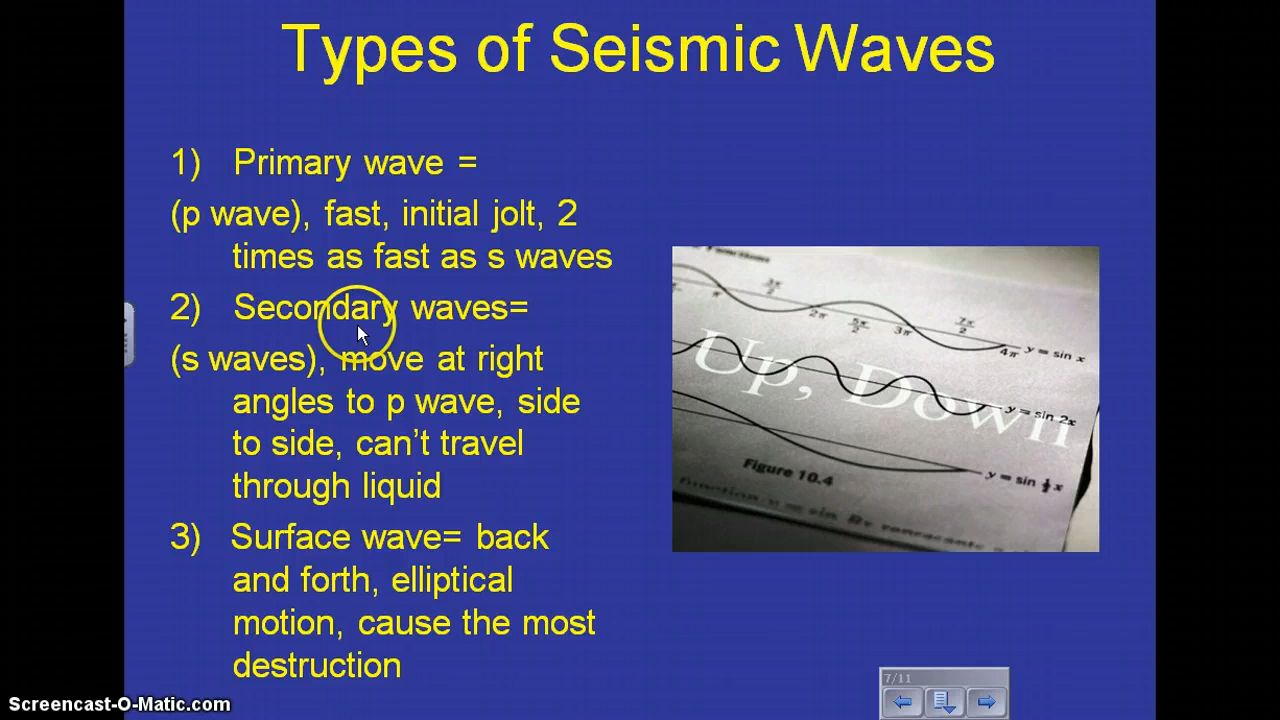 Types of Seismic Waves
1) Primary wave =
(p wave), fast, initial jolt, 2
times as fast as s waves
2) Secondary waves=
(s waves), move at right
angles to p wave, side
to side, can't travel
through liquid
3) Surface wave= back
and forth, elliptical
motion, cause the most
destruction
π
3π/2
2π
5π/2
3π
7π/2
4π
y = sin x
Up, Down
y = sin 2x
y = sin ½x
Figure 10.4
function y = sin
7/11
Screencast-O-Matic.com